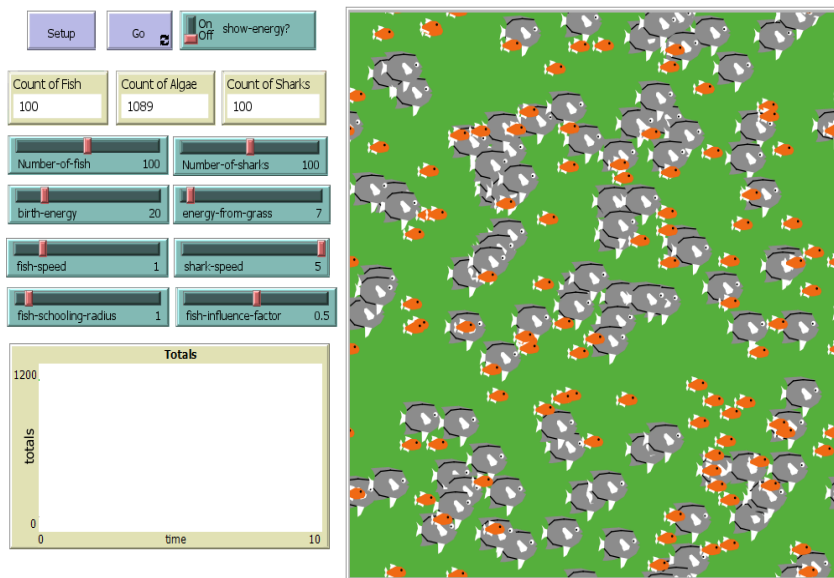 Setup
Go
On
Off
show-energy?
Count of Fish
100
Count of Algae
1089
Count of Sharks
100
Number-of-fish 100
Number-of-sharks 100
birth-energy 20
energy-from-grass 7
fish-speed 1
shark-speed 5
fish-schooling-radius 1
fish-influence-factor 0.5
Totals
1200
totals
0
0 time 10